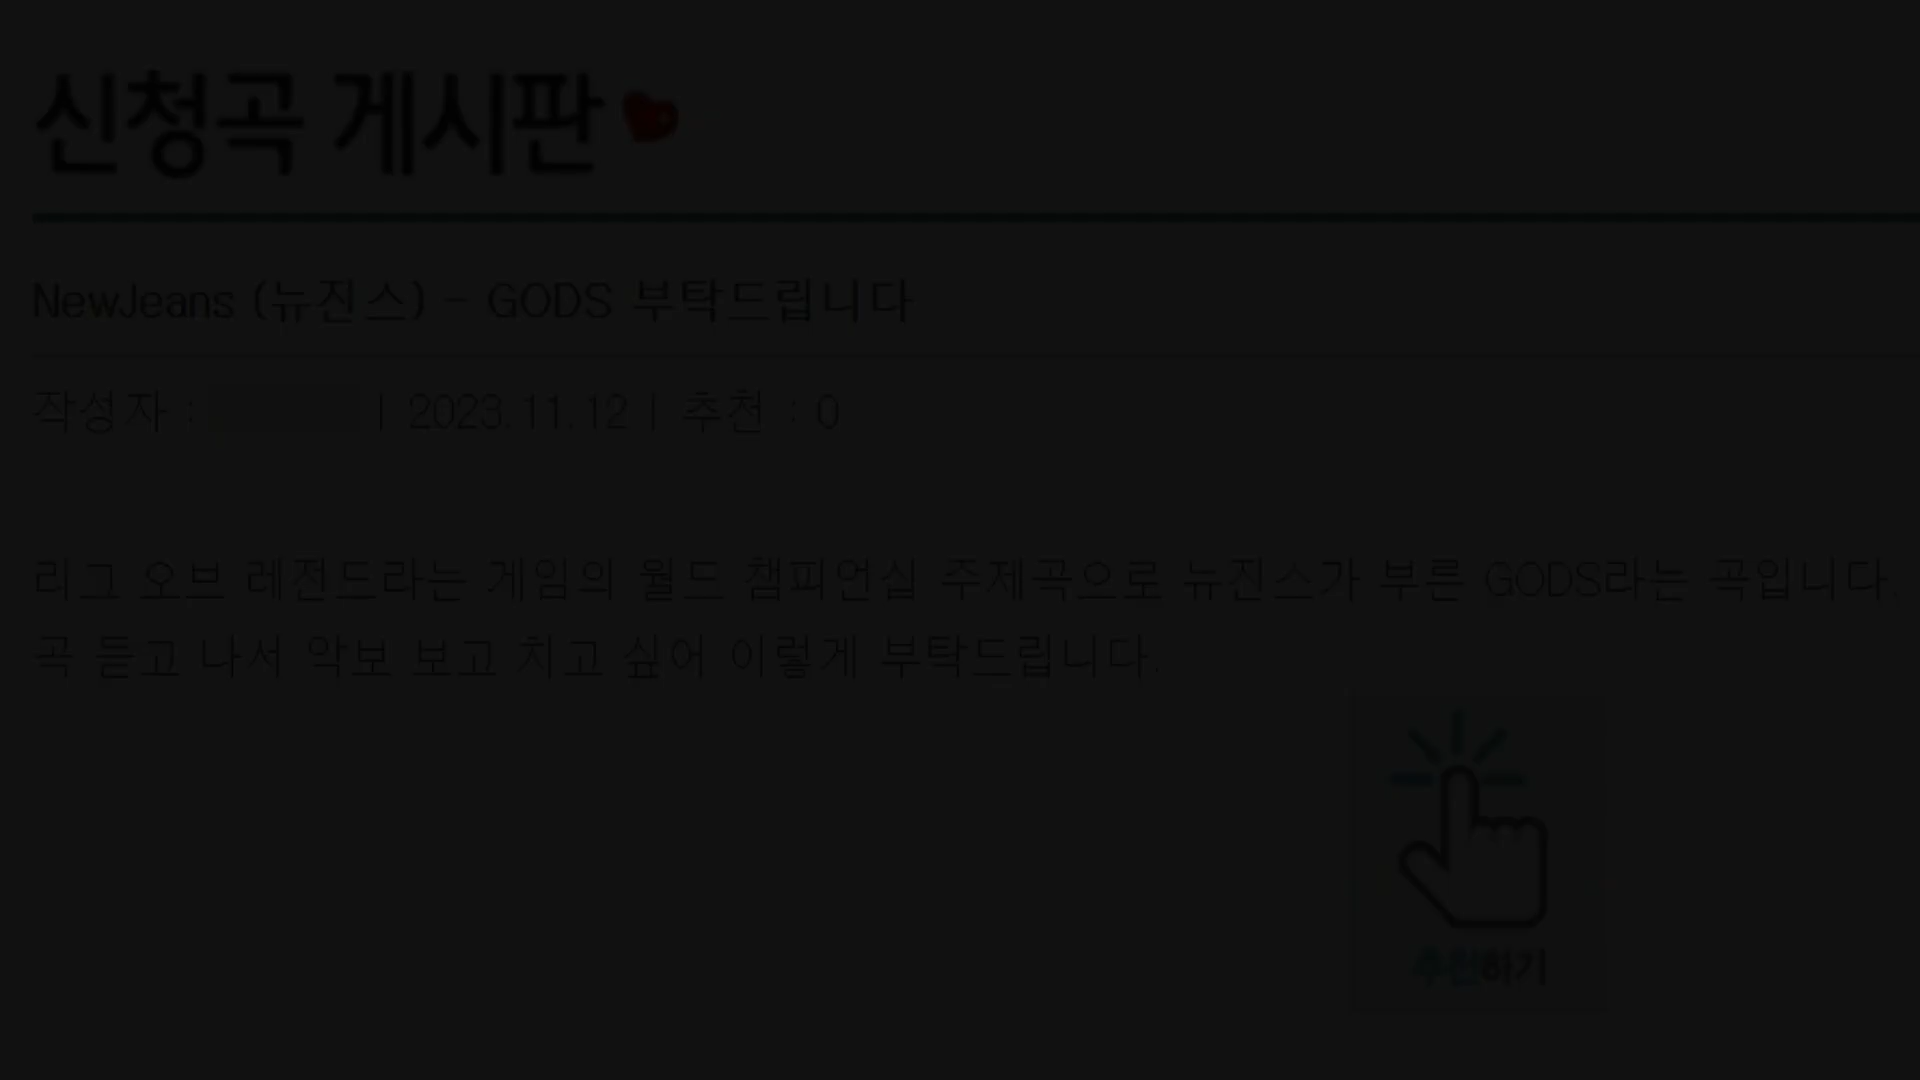 신청곡 게시판
NewJeans (뉴진스) - GODS 부탁드립니다
작성자 : | 2023.11.12 | 추천 : 0
리그 오브 레전드라는 게임의 월드 챔피언십 주제곡으로 뉴진스가 부른 GODS라는 곡입니다.
곡 듣고 나서 악보 보고 치고 싶어 이렇게 부탁드립니다.
추천하기